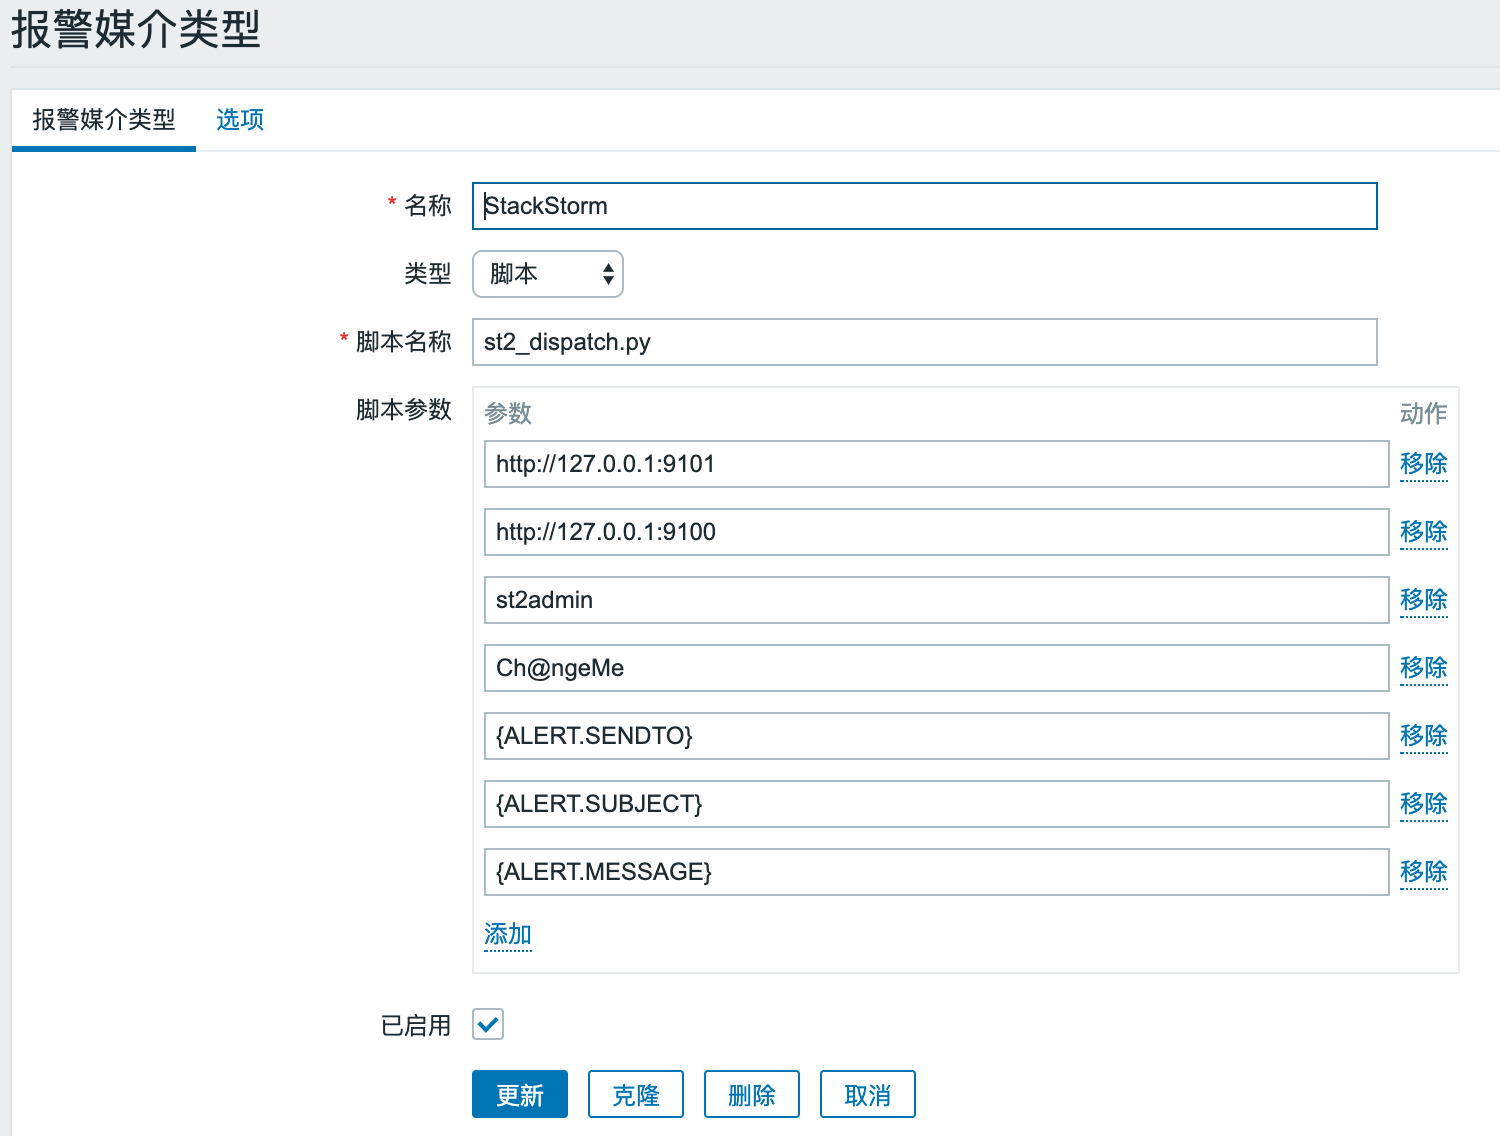 报警媒介类型
报警媒介类型 选项
* 名称 StackStorm
类型 脚本
* 脚本名称 st2_dispatch.py
脚本参数 参数 动作
http://127.0.0.1:9101 移除
http://127.0.0.1:9100 移除
st2admin 移除
Ch@ngeMe 移除
{ALERT.SENDTO} 移除
{ALERT.SUBJECT} 移除
{ALERT.MESSAGE} 移除
添加
已启用
更新 克隆 删除 取消